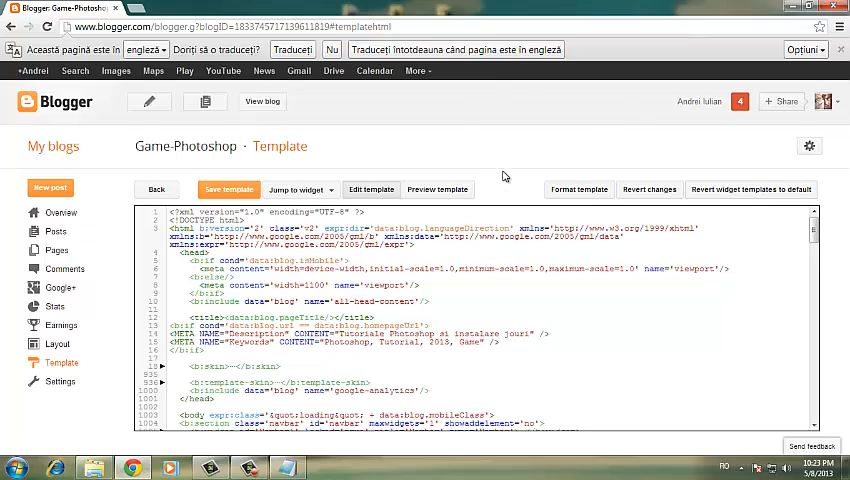 Blogger: Game-Photoshop
www.blogger.com/blogger.g?blogID=1833745717139611819#templatehtml
Această pagină este în engleză Doriți să o traduceți? Traduceți Nu Traduceți întotdeauna când pagina este în engleză Opțiuni
+Andrei Search Images Maps Play YouTube News Gmail Drive Calendar More
Blogger View blog Andrei Iulian 4 + Share
My blogs Game-Photoshop · Template
New post Back Save template Jump to widget Edit template Preview template Format template Revert changes Revert widget templates to default
Overview
Posts
Pages
Comments
Google+
Stats
Earnings
Layout
Template
Settings
1 <?xml version="1.0" encoding="UTF-8" ?>
2 <!DOCTYPE html>
3 <html b:version='2' class='v2' expr:dir='data:blog.languageDirection' xmlns='http://www.w3.org/1999/xhtml'
xmlns:b='http://www.google.com/2005/gml/b' xmlns:data='http://www.google.com/2005/gml/data'
xmlns:expr='http://www.google.com/2005/gml/expr'>
4 <head>
5 <b:if cond='data:blog.isMobile'>
6 <meta content='width=device-width,initial-scale=1.0,minimum-scale=1.0,maximum-scale=1.0' name='viewport'/>
7 <b:else/>
8 <meta content='width=1100' name='viewport'/>
9 </b:if>
10 <b:include data='blog' name='all-head-content'/>
11
12 <title><data:blog.pageTitle/></title>
13 <b:if cond='data:blog.url == data:blog.homepageUrl'>
14 <META NAME="Description" CONTENT="Tutoriale Photoshop si instalare jouri" />
15 <META NAME="Keywords" CONTENT="Photoshop, Tutorial, 2013, Game" />
16 </b:if>
18 <b:skin>···</b:skin>
935
936 <b:template-skin>···</b:template-skin>
1000 <b:include data='blog' name='google-analytics'/>
1001 </head>
1002
1003 <body expr:class='&quot;loading&quot; + data:blog.mobileClass'>
1004 <b:section class='navbar' id='navbar' maxwidgets='1' showaddelement='no'>
Send feedback
RO 10:23 PM
5/8/2013